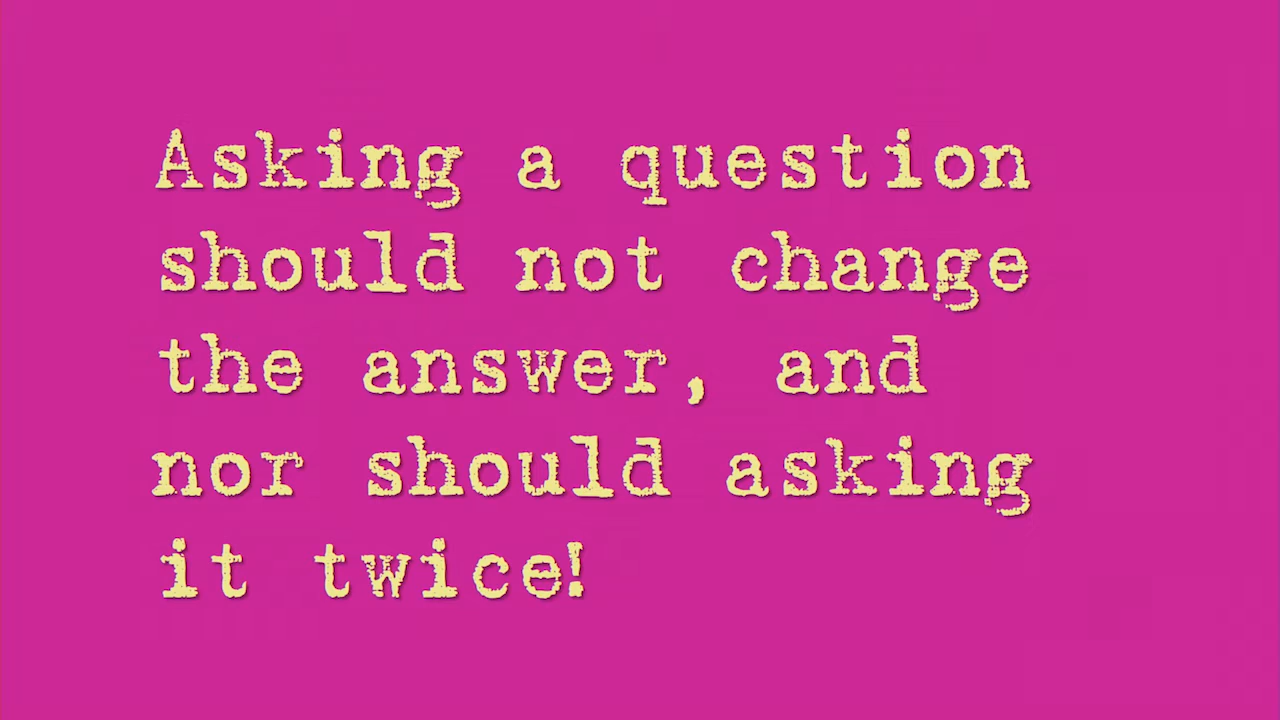 Asking a question
should not change
the answer, and
nor should asking
it twice!